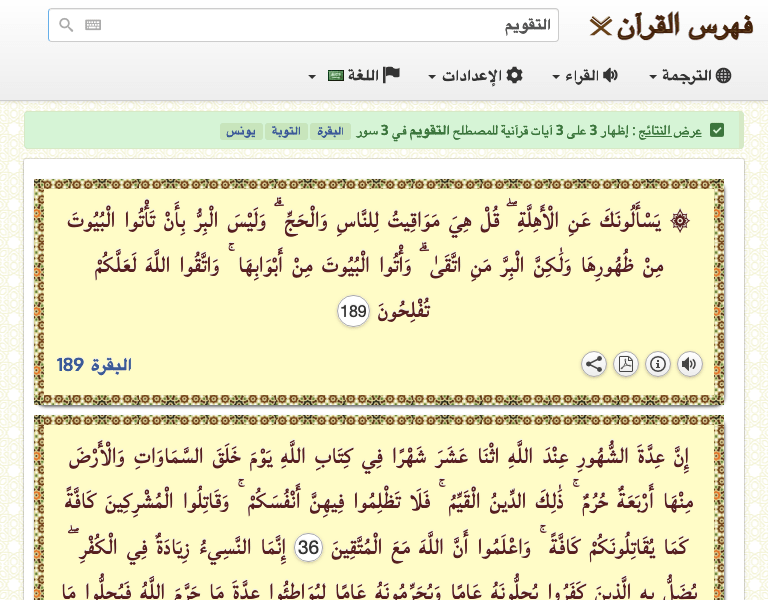 فهرس القرآن
التقويم
الترجمة
القراء
الإعدادات
اللغة
عرض النتائج : إظهار 3 على 3 آيات قرآنية للمصطلح التقويم في 3 سور البقرة التوبة يونس
۞ يَسْأَلُونَكَ عَنِ الْأَهِلَّةِ ۖ قُلْ هِيَ مَوَاقِيتُ لِلنَّاسِ وَالْحَجِّ ۗ وَلَيْسَ الْبِرُّ بِأَنْ تَأْتُوا الْبُيُوتَ
مِنْ ظُهُورِهَا وَلَٰكِنَّ الْبِرَّ مَنِ اتَّقَىٰ ۗ وَأْتُوا الْبُيُوتَ مِنْ أَبْوَابِهَا ۚ وَاتَّقُوا اللَّهَ لَعَلَّكُمْ
تُفْلِحُونَ 189
البقرة 189
إِنَّ عِدَّةَ الشُّهُورِ عِنْدَ اللَّهِ اثْنَا عَشَرَ شَهْرًا فِي كِتَابِ اللَّهِ يَوْمَ خَلَقَ السَّمَاوَاتِ وَالْأَرْضَ
مِنْهَا أَرْبَعَةٌ حُرُمٌ ۚ ذَٰلِكَ الدِّينُ الْقَيِّمُ ۚ فَلَا تَظْلِمُوا فِيهِنَّ أَنْفُسَكُمْ ۚ وَقَاتِلُوا الْمُشْرِكِينَ كَافَّةً
كَمَا يُقَاتِلُونَكُمْ كَافَّةً ۚ وَاعْلَمُوا أَنَّ اللَّهَ مَعَ الْمُتَّقِينَ 36 إِنَّمَا النَّسِيءُ زِيَادَةٌ فِي الْكُفْرِ ۖ
يُضَلُّ بِهِ الَّذِينَ كَفَرُوا يُحِلُّونَهُ عَامًا وَيُحَرِّمُونَهُ عَامًا لِيُوَاطِئُوا عِدَّةَ مَا حَرَّمَ اللَّهُ فَيُحِلُّوا مَا